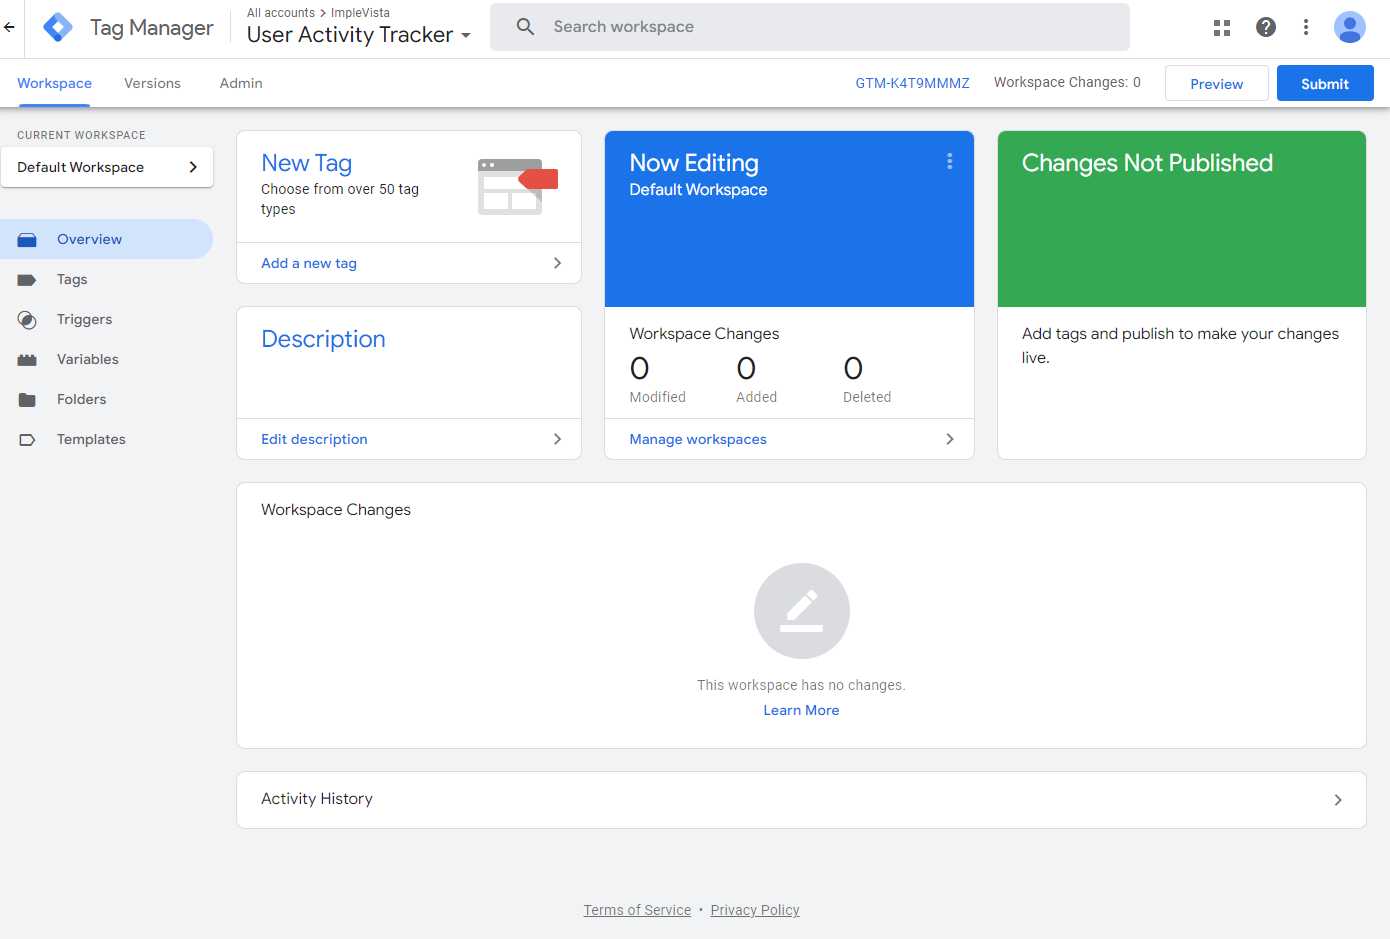 Tag Manager
All accounts > ImpleVista
User Activity Tracker
Search workspace
Workspace
Versions
Admin
GTM-K4T9MMMZ
Workspace Changes: 0
Preview
Submit
CURRENT WORKSPACE
Default Workspace
Overview
Tags
Triggers
Variables
Folders
Templates
New Tag
Choose from over 50 tag
types
Add a new tag
Description
Edit description
Now Editing
Default Workspace
Workspace Changes
0 0 0
Modified Added Deleted
Manage workspaces
Changes Not Published
Add tags and publish to make your changes
live.
Workspace Changes
This workspace has no changes.
Learn More
Activity History
Terms of Service • Privacy Policy